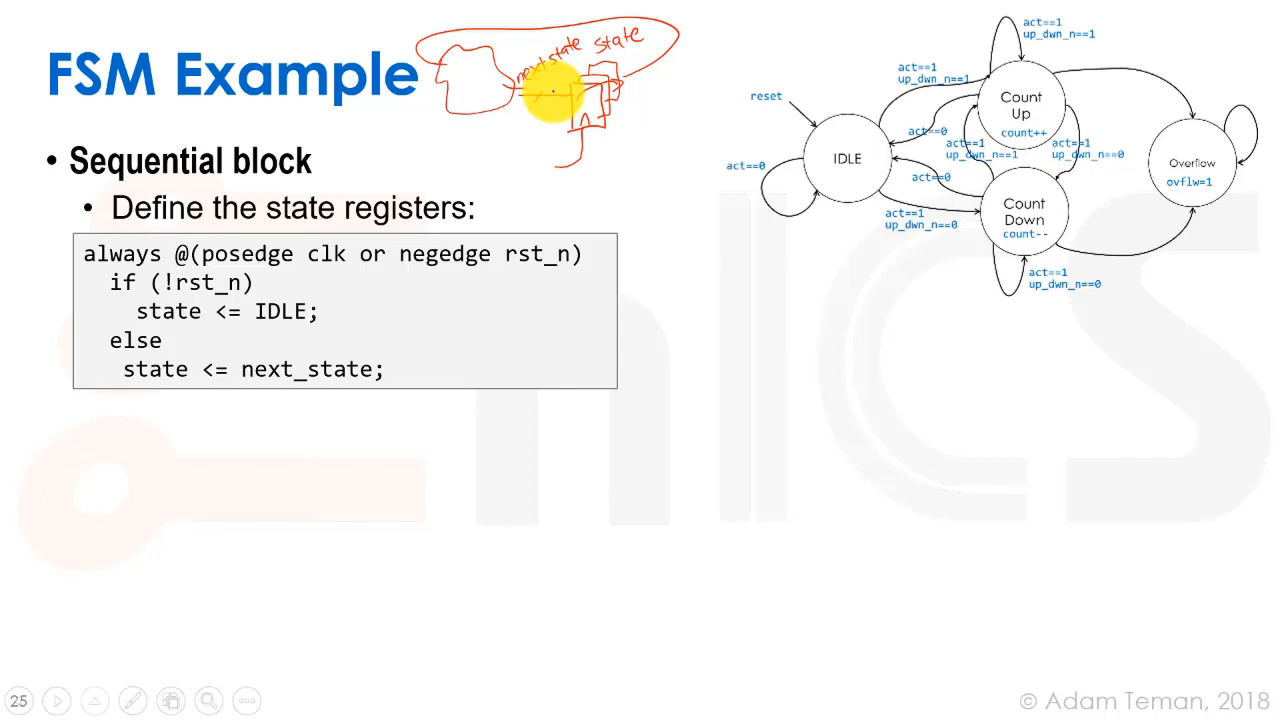 FSM Example
next state
state
• Sequential block
• Define the state registers:
always @(posedge clk or negedge rst_n)
if (!rst_n)
state <= IDLE;
else
state <= next_state;
act==1
up_dwn_n==1
act==1
up_dwn_n==1
reset
Count
Up
count++
act==0
act==1
up_dwn_n==1
act==1
up_dwn_n==0
IDLE
act==0
act==0
Overflow
ovflw=1
Count
Down
count--
act==1
up_dwn_n==0
act==1
up_dwn_n==0
nics
25
© Adam Teman, 2018